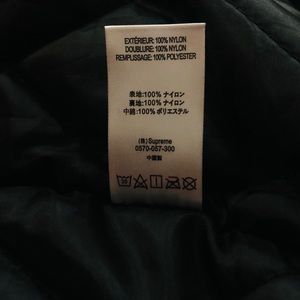 EXTÉRIEUR: 100% NYLON
DOUBLURE: 100% NYLON
REMPLISSAGE: 100% POLYESTER
表地:100% ナイロン
裏地:100% ナイロン
中綿:100% ポリエステル
(株) Supreme
0570-057-300
中国製